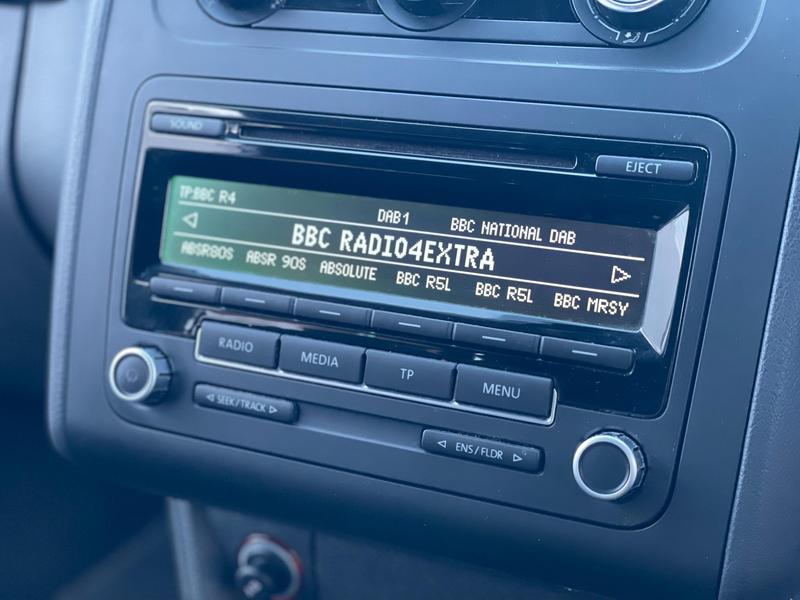 SOUND
EJECT
TP:BBC R4
DAB1 BBC NATIONAL DAB
BBC RADIO4EXTRA
ABSR80S ABSR 90S ABSOLUTE BBC R5L BBC R5L BBC MRSY
RADIO MEDIA TP MENU
SEEK / TRACK
ENS / FLDR